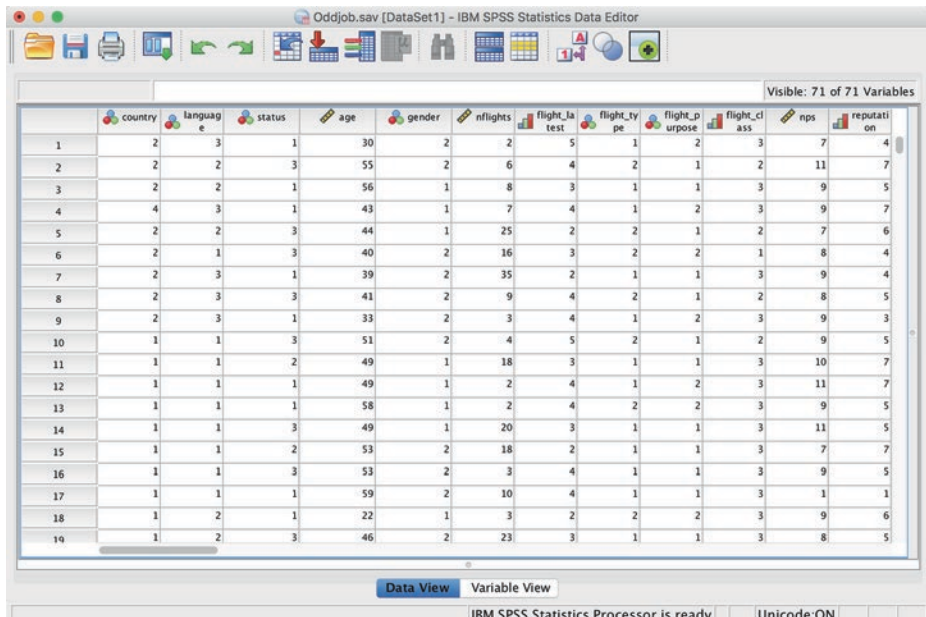 Oddjob.sav [DataSet1] - IBM SPSS Statistics Data Editor
Visible: 71 of 71 Variables
country language status age gender nflights flight_latest flight_type flight_purpose flight_class nps reputation
1 2 3 1 30 2 2 5 1 2 3 7 4
2 2 2 3 55 2 6 4 2 1 2 11 7
3 2 2 1 56 1 8 3 1 1 3 9 5
4 4 3 1 43 1 7 4 1 2 3 9 7
5 2 2 3 44 1 25 2 2 1 2 7 6
6 2 1 3 40 2 16 3 2 2 1 8 4
7 2 3 1 39 2 35 2 1 1 3 9 4
8 2 3 3 41 2 9 4 2 1 2 8 5
9 2 3 1 33 2 3 4 1 2 3 9 3
10 1 1 3 51 2 4 5 2 1 2 9 5
11 1 1 2 49 1 18 3 1 1 3 10 7
12 1 1 1 49 1 2 4 1 2 3 11 7
13 1 1 1 58 1 2 4 2 2 3 9 5
14 1 1 3 49 1 20 3 1 1 3 11 5
15 1 1 2 53 2 18 2 1 1 3 7 7
16 1 1 3 53 2 3 4 1 1 3 9 5
17 1 1 1 59 2 10 4 1 1 3 1 1
18 1 2 1 22 1 3 2 2 2 3 9 6
19 1 2 3 46 2 23 3 1 1 3 8 5
Data View Variable View
IBM SPSS Statistics Processor is ready Unicode:ON